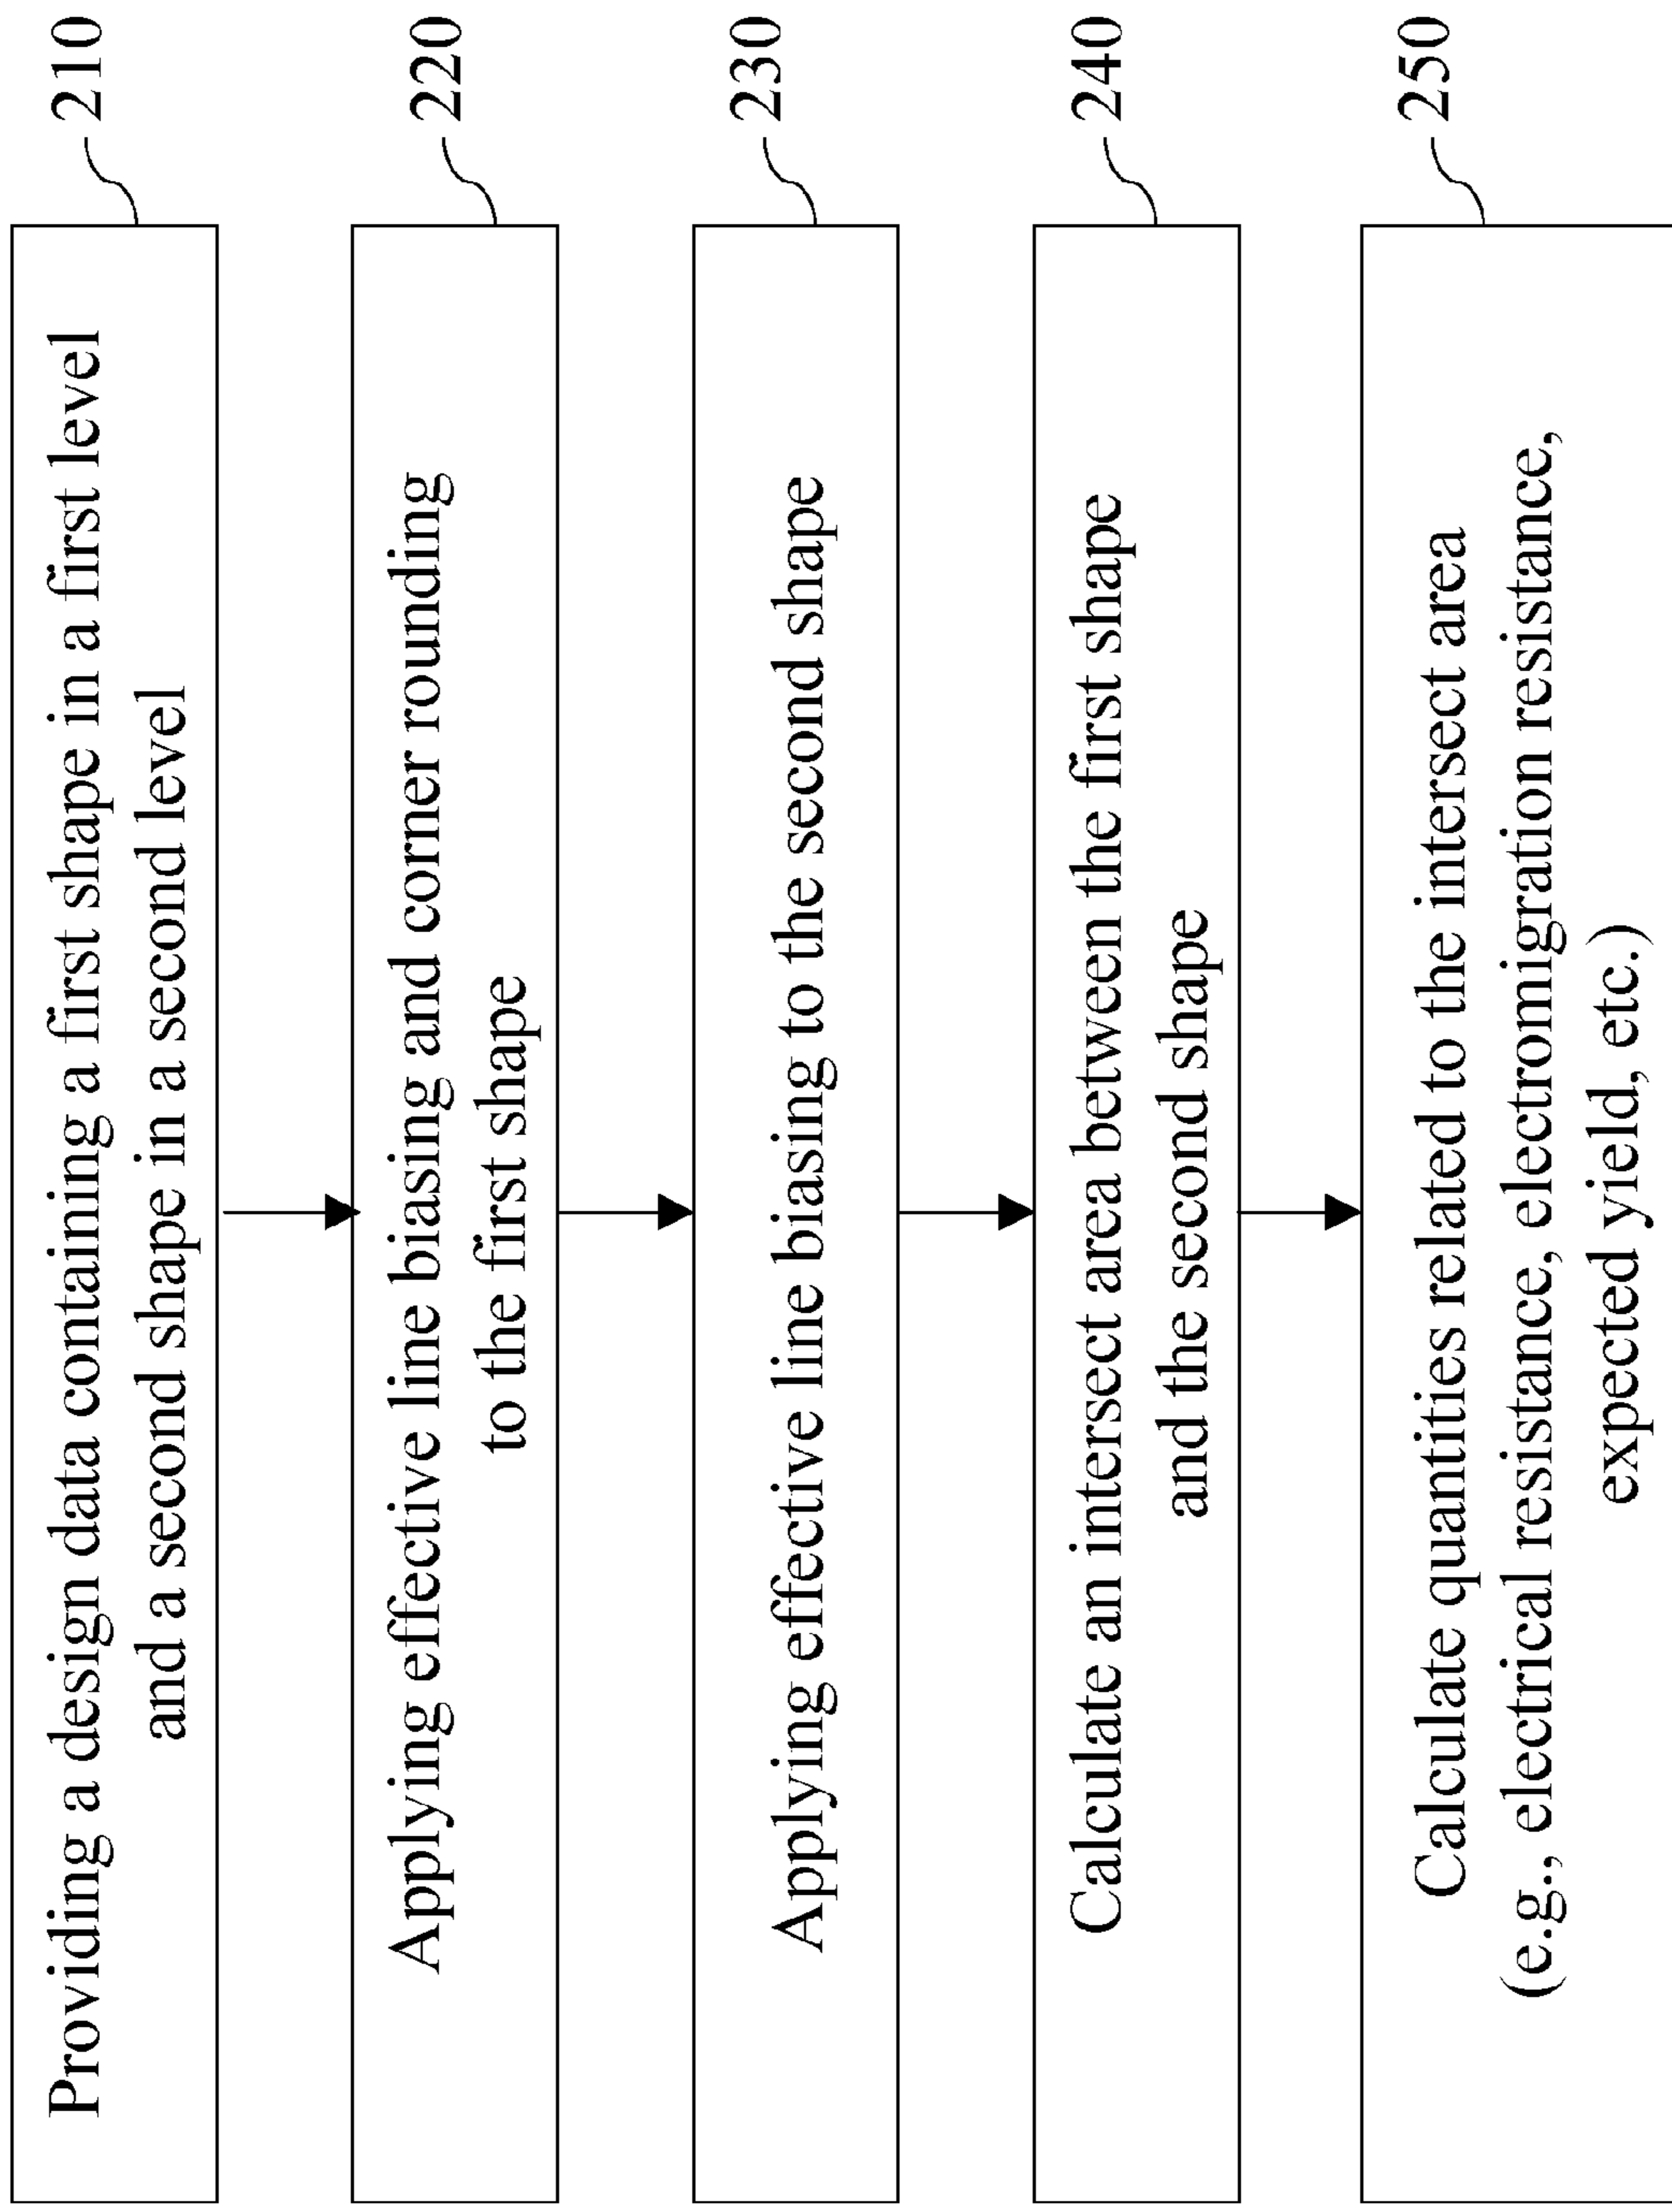 Providing a design data containing a first shape in a first level
and a second shape in a second level
210
Applying effective line biasing and corner rounding
to the first shape
220
Applying effective line biasing to the second shape
230
Calculate an intersect area between the first shape
and the second shape
240
Calculate quantities related to the intersect area
(e.g., electrical resistance, electromigration resistance,
expected yield, etc.)
250